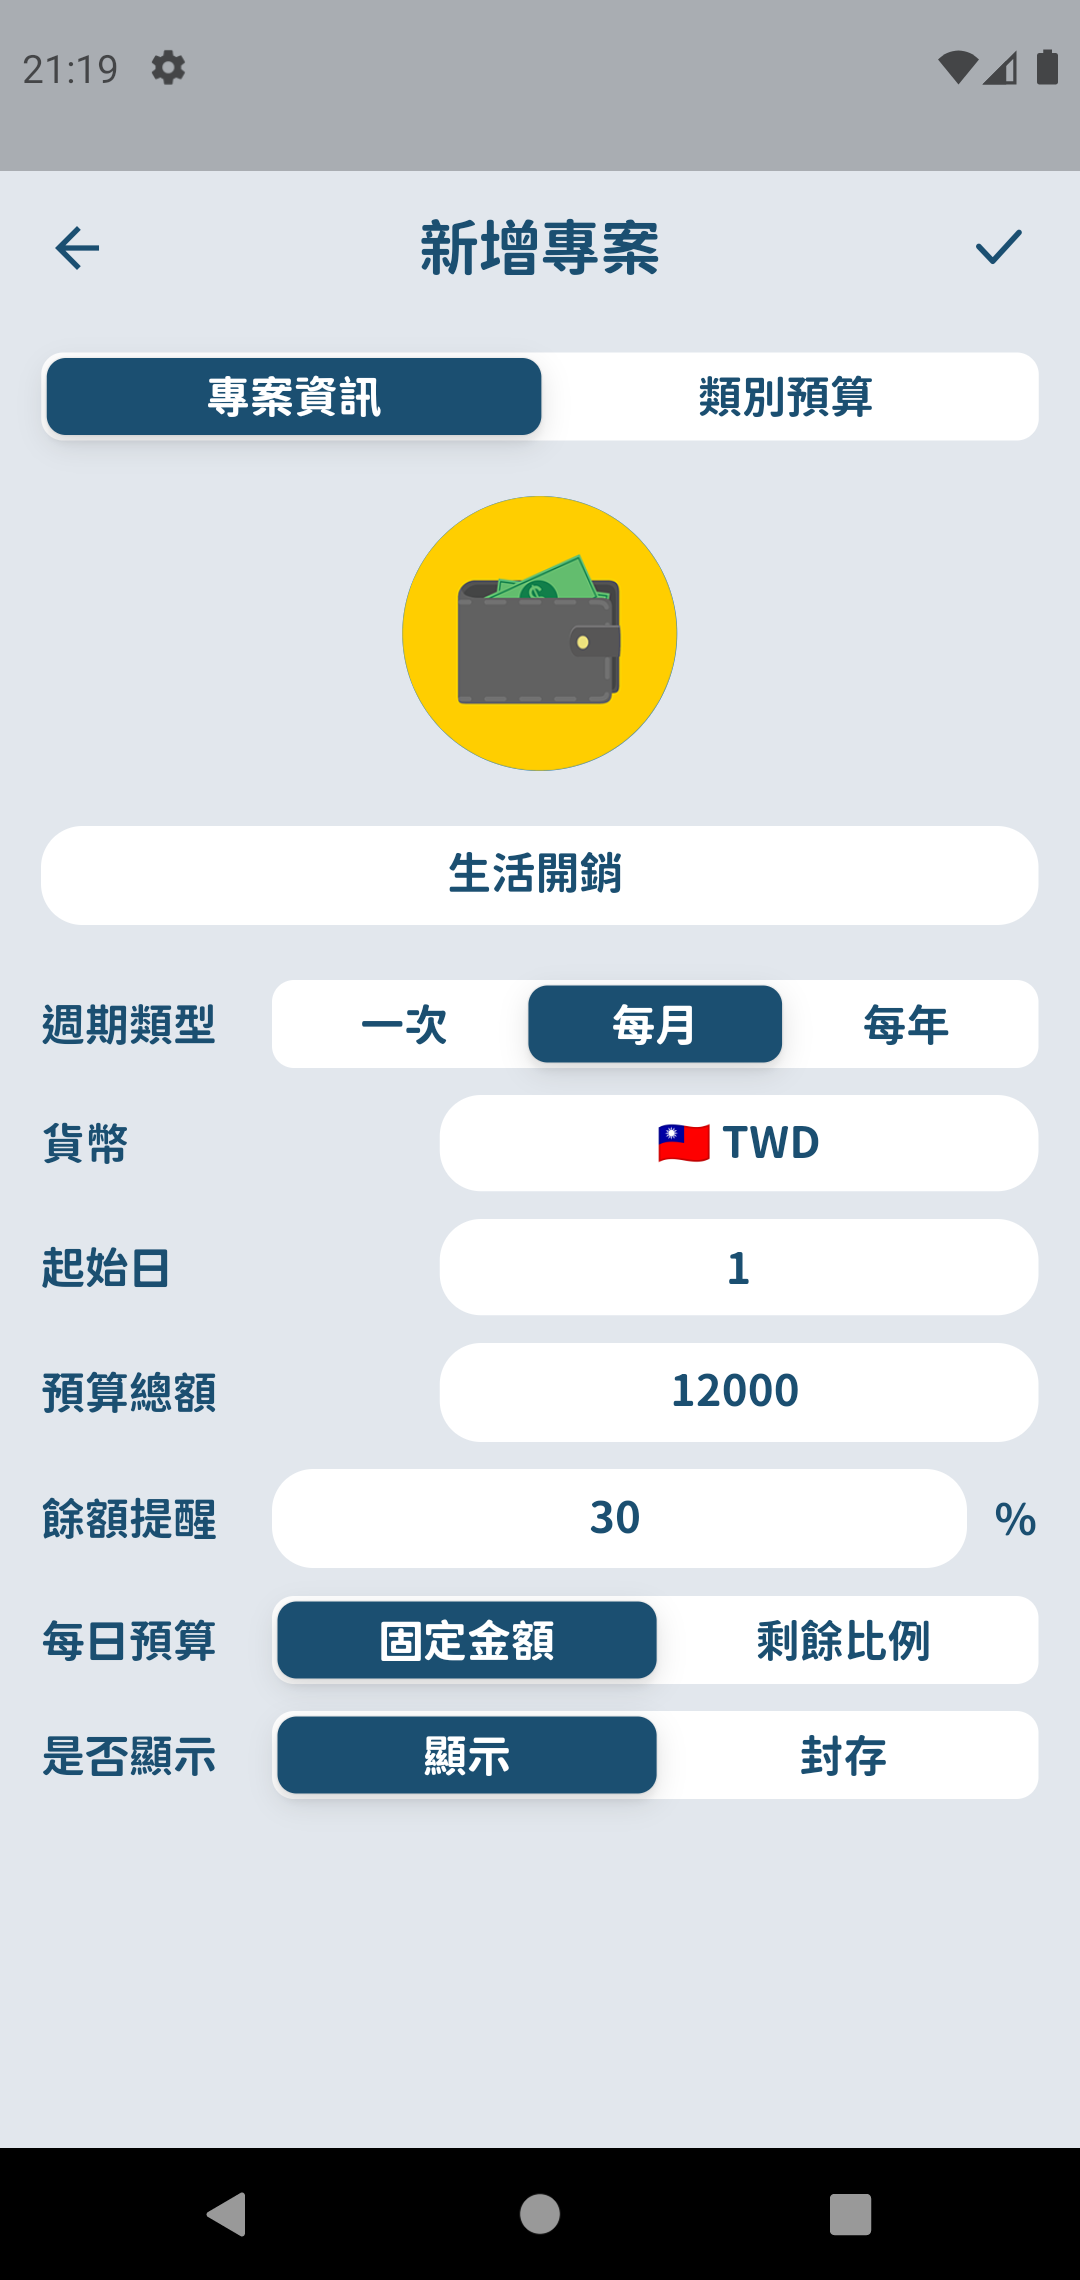 21:19
新增專案
專案資訊 類別預算
生活開銷
週期類型 一次 每月 每年
貨幣 🇹🇼 TWD
起始日 1
預算總額 12000
餘額提醒 30 %
每日預算 固定金額 剩餘比例
是否顯示 顯示 封存